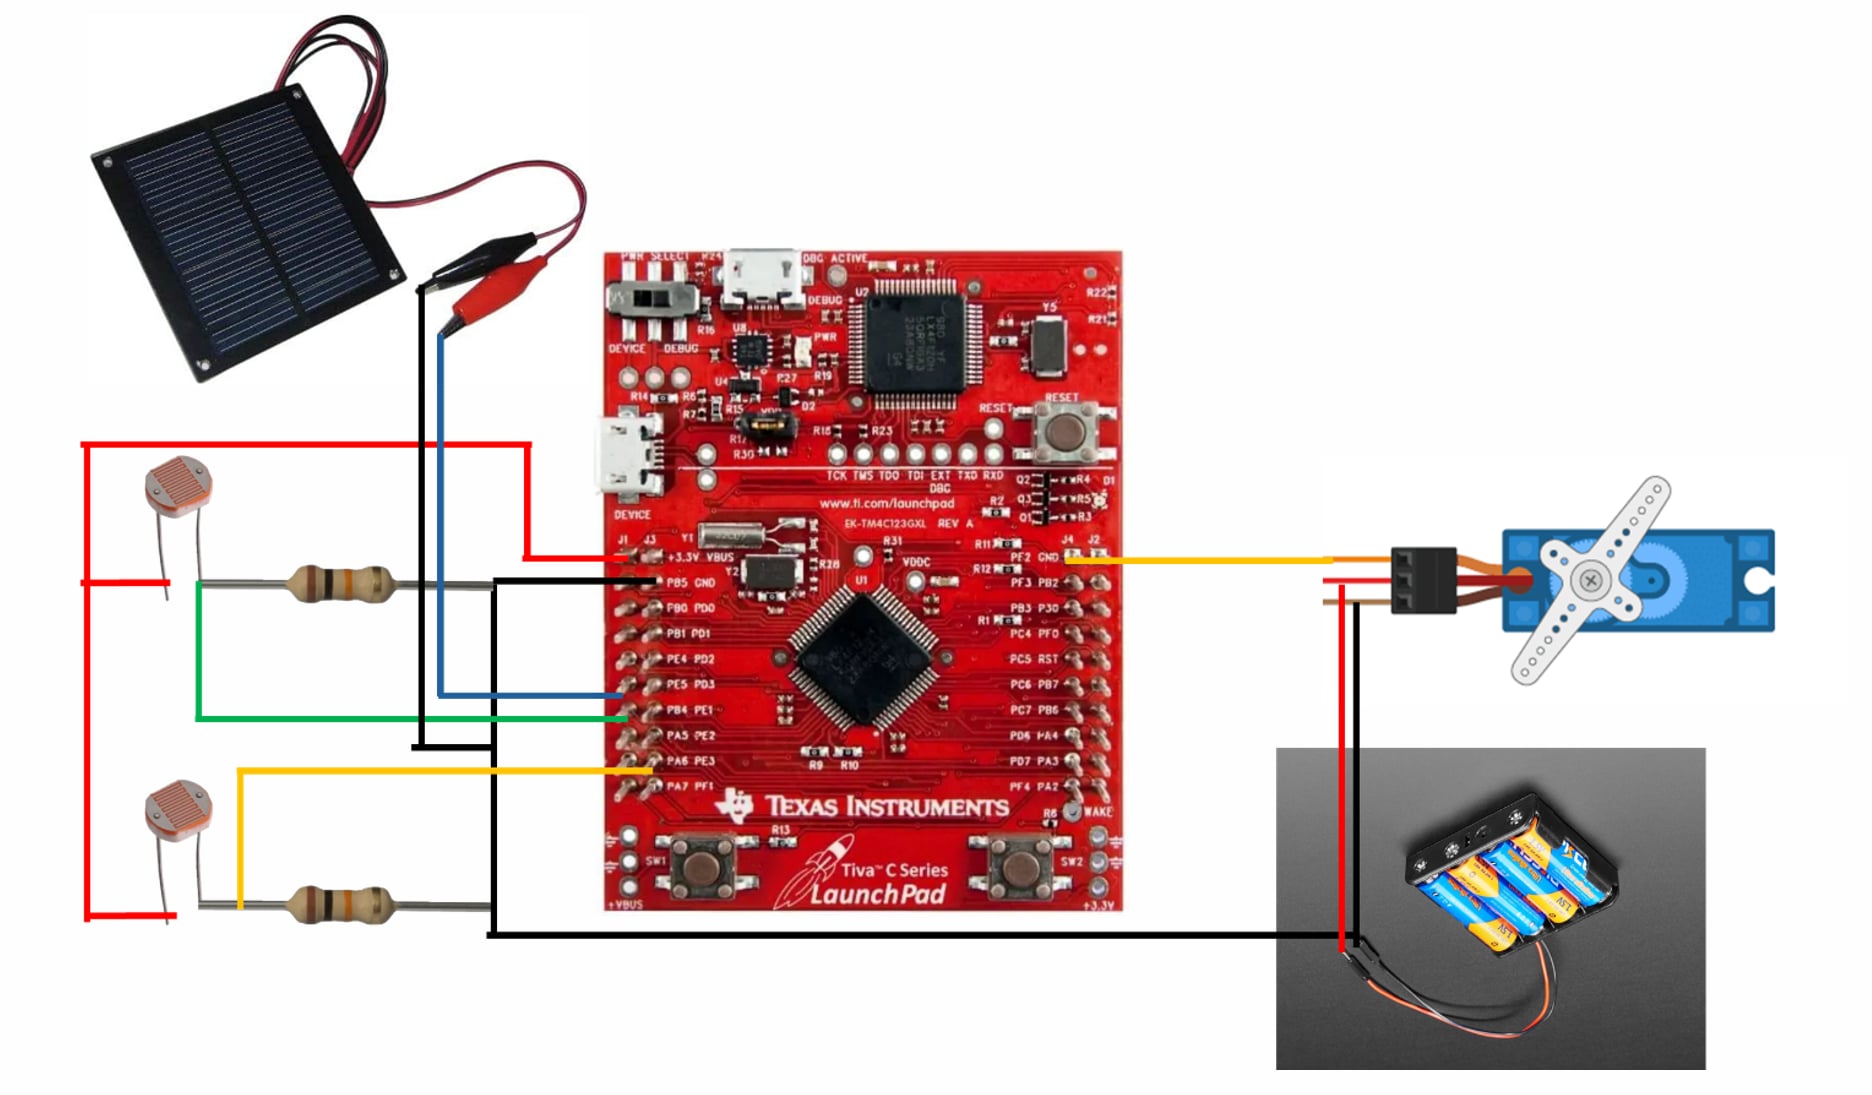 PWR SELECT
R24
DBG ACTIVE
DEBUG
U2
R22
R21
Y5
R16
U8
PWR
DEVICE
DEBUG
R27
R19
U4
R14
R6
R15
D2
R7
RESET
RESET
R18
R23
R30
TCK TMS TDO TDI EXT TXD RXD
DBG
Q2
R4
D1
Q3
R5
Q1
R3
R2
www.ti.com/launchpad
EK-TM4C123GXL REV A
DEVICE
Y1
R31
R11
J1 J3
J4 J2
+3.3V VBUS
PF2 GND
Y2
R28
VDDC
R12
U1
PB5 GND
PF3 PB2
PB0 PD0
PB3
R1
PB1 PD1
PC4 PF0
PE4 PD2
PC5 RST
PE5 PD3
PC6 PB7
PB4 PE1
PC7 PB6
PA5 PE2
PD6 PA4
R9
R10
PA6 PE3
PD7 PA3
PA7 PF1
PF4 PA2
TEXAS INSTRUMENTS
WAKE
R13
SW1
SW2
Tiva™ C Series
LaunchPad
+VBUS
+3.3V
1.5V
1.5V